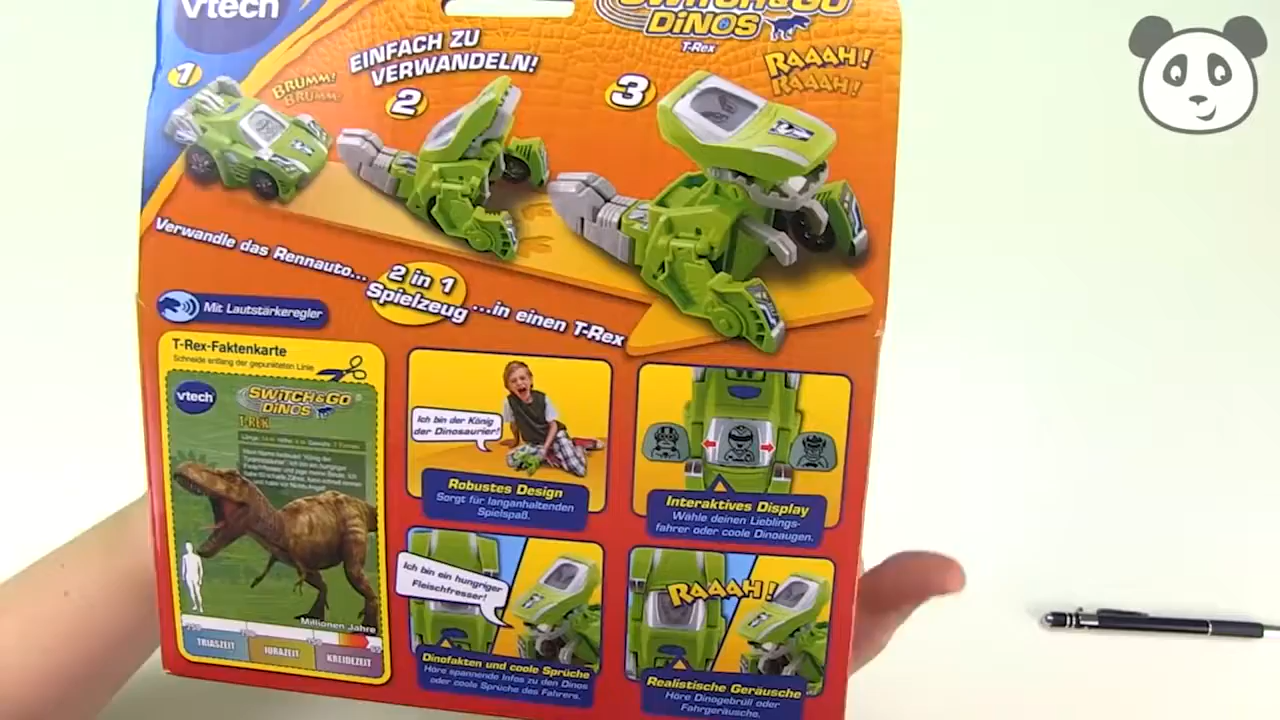 vtech
SWITCH&GO
DiNOS
T-Rex
1
BRUMM!
BRUMM!
EINFACH ZU
VERWANDELN!
2
3
RAAAH!
RAAAH!
Verwandle das Rennauto...
2 in 1
Spielzeug
...in einen T-Rex
Mit Lautstärkeregler
T-Rex-Faktenkarte
Schneide entlang der gepunkteten Linie
vtech
SWITCH&GO
DiNOS
T-REX
Millionen Jahre
TRIASZEIT
JURAZEIT
KREIDEZEIT
Ich bin der König
der Dinosaurier!
Robustes Design
Sorgt für langanhaltenden
Spielspaß.
Interaktives Display
Wähle deinen Lieblings-
fahrer oder coole Dinoaugen.
Ich bin ein hungriger
Fleischfresser!
Dinofakten und coole Sprüche
Höre spannende Infos zu den Dinos
oder coole Sprüche des Fahrers.
RAAAH!
Realistische Geräusche
Höre Dinogebrüll oder
Fahrgeräusche.